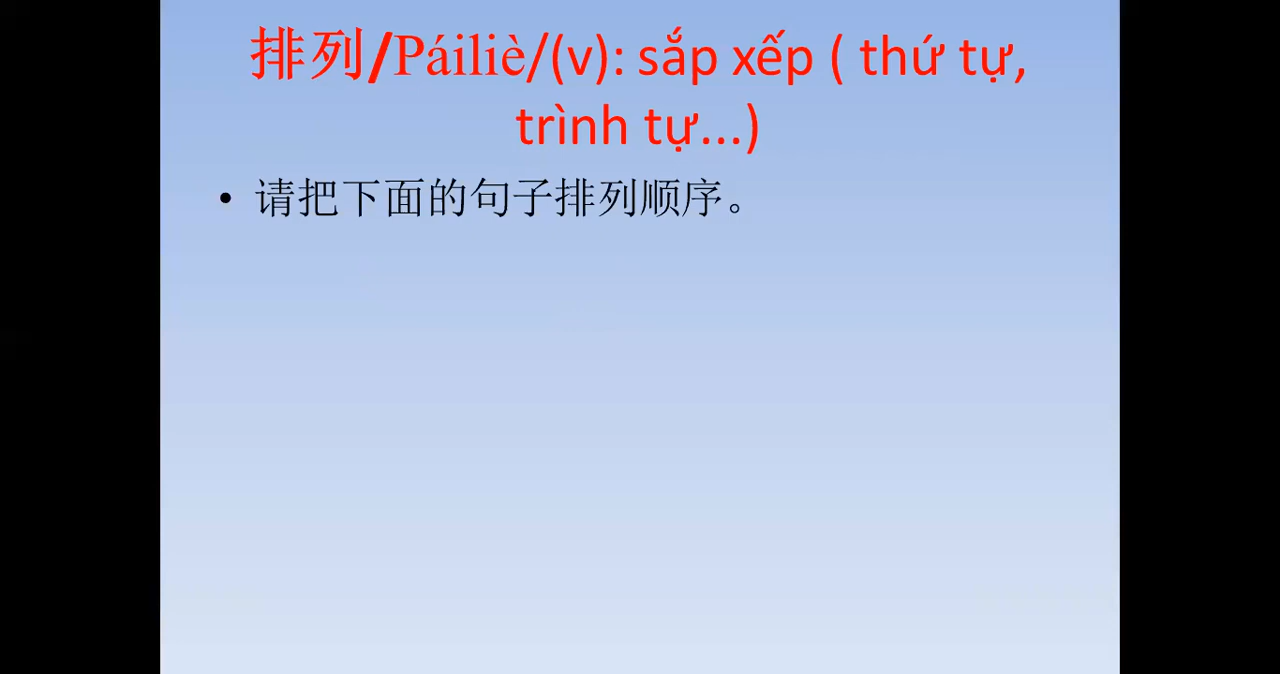 排列/Páiliè/(v): sắp xếp ( thứ tự,
trình tự...)
• 请把下面的句子排列顺序。